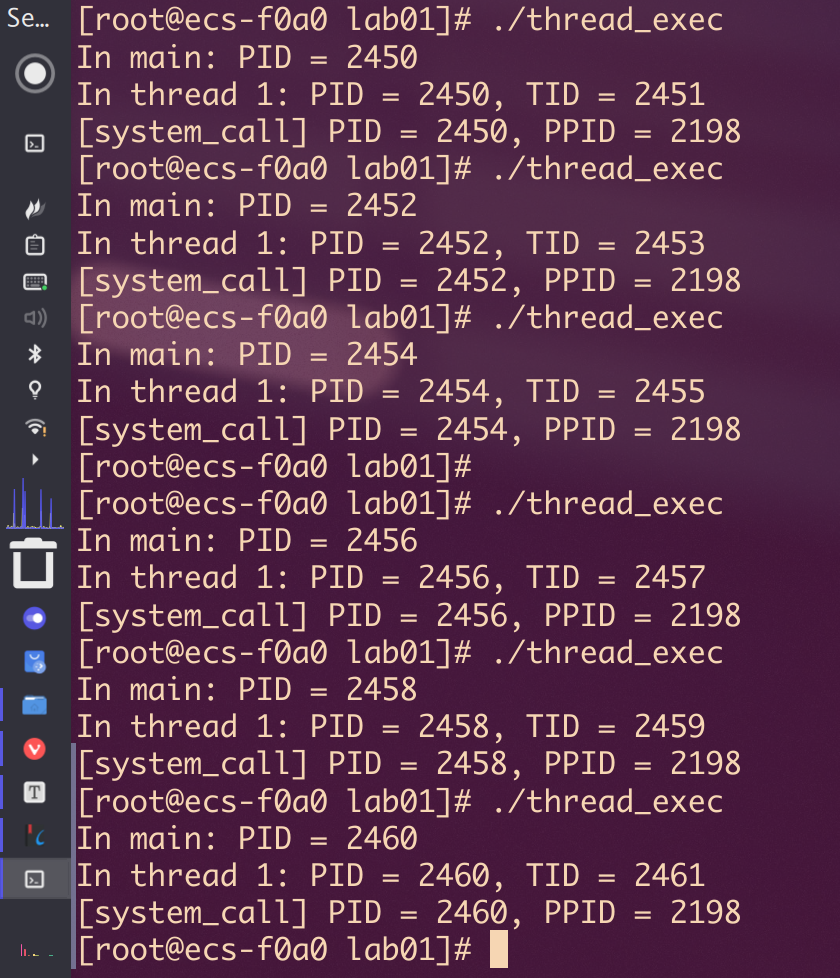 Se...
[root@ecs-f0a0 lab01]# ./thread_exec
In main: PID = 2450
In thread 1: PID = 2450, TID = 2451
[system_call] PID = 2450, PPID = 2198
[root@ecs-f0a0 lab01]# ./thread_exec
In main: PID = 2452
In thread 1: PID = 2452, TID = 2453
[system_call] PID = 2452, PPID = 2198
[root@ecs-f0a0 lab01]# ./thread_exec
In main: PID = 2454
In thread 1: PID = 2454, TID = 2455
[system_call] PID = 2454, PPID = 2198
[root@ecs-f0a0 lab01]#
[root@ecs-f0a0 lab01]# ./thread_exec
In main: PID = 2456
In thread 1: PID = 2456, TID = 2457
[system_call] PID = 2456, PPID = 2198
[root@ecs-f0a0 lab01]# ./thread_exec
In main: PID = 2458
In thread 1: PID = 2458, TID = 2459
[system_call] PID = 2458, PPID = 2198
[root@ecs-f0a0 lab01]# ./thread_exec
In main: PID = 2460
In thread 1: PID = 2460, TID = 2461
[system_call] PID = 2460, PPID = 2198
[root@ecs-f0a0 lab01]#